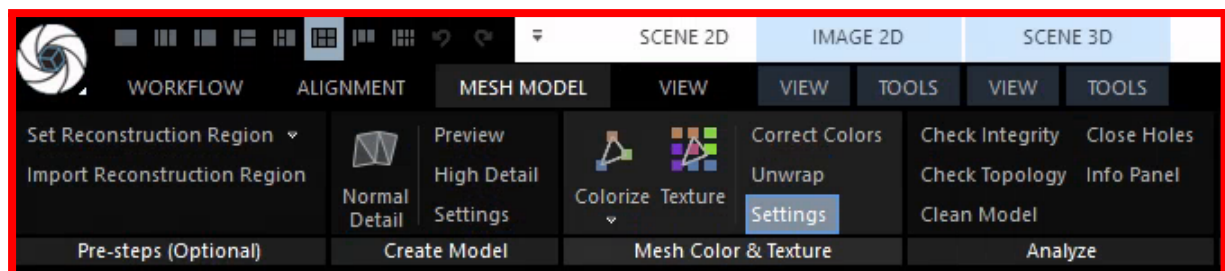 SCENE 2D IMAGE 2D SCENE 3D
WORKFLOW ALIGNMENT MESH MODEL VIEW VIEW TOOLS VIEW TOOLS
Set Reconstruction Region
Import Reconstruction Region
Pre-steps (Optional)
Normal
Detail
Preview
High Detail
Settings
Create Model
Colorize
Texture
Correct Colors
Unwrap
Settings
Mesh Color & Texture
Check Integrity
Check Topology
Clean Model
Close Holes
Info Panel
Analyze